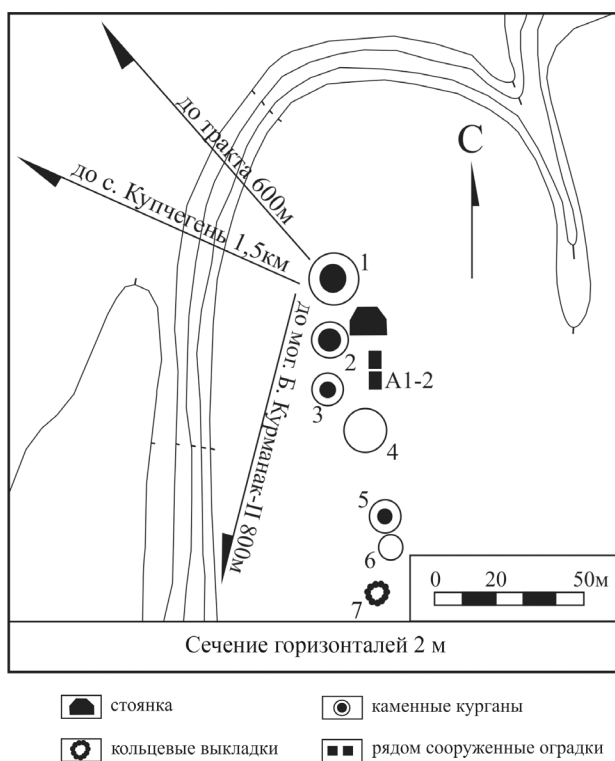 до тракта 600м
С
до с. Купчегень 1,5км
1
до мог. Б. Курманак-II 800м
2
А1-2
3
4
5
6
7
0 20 50м
Сечение горизонталей 2 м
стоянка
каменные курганы
кольцевые выкладки
рядом сооруженные оградки